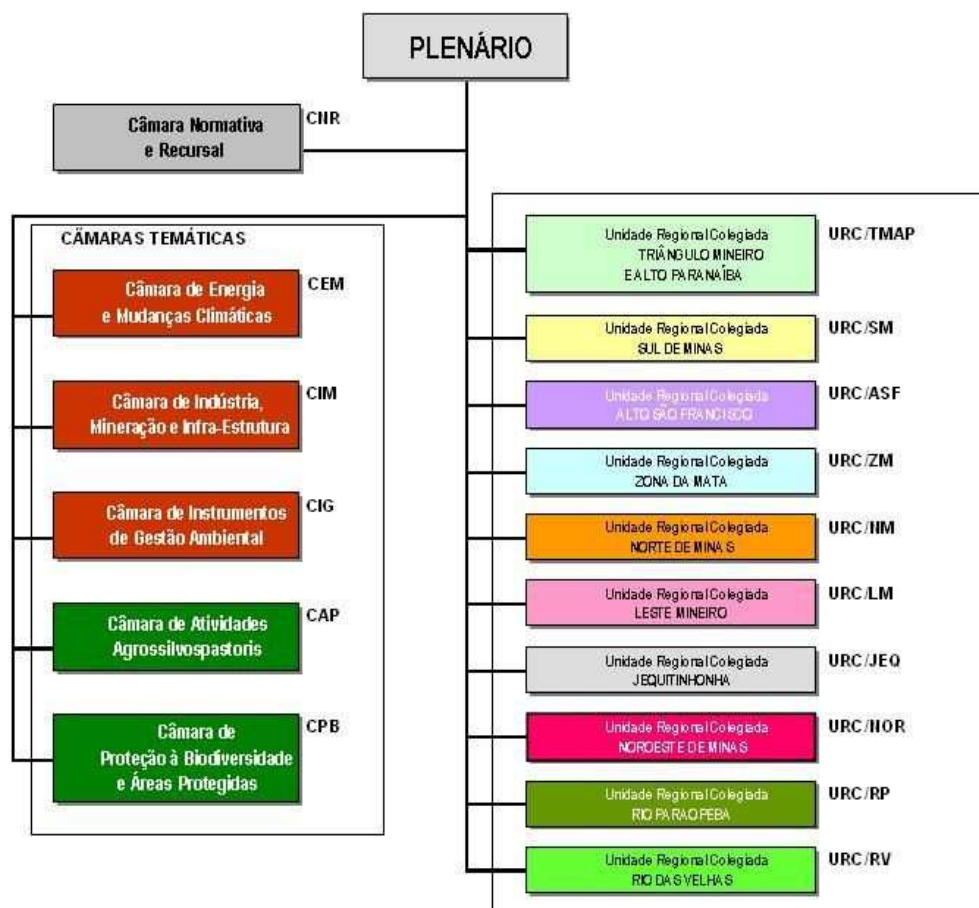 PLENÁRIO
Câmara Normativa
e Recursal
CNR
CÂMARAS TEMÁTICAS
Câmara de Energia
e Mudanças Climáticas
CEM
Câmara de Indústria,
Mineração e Infra-Estrutura
CIM
Câmara de Instrumentos
de Gestão Ambiental
CIG
Câmara de Atividades
Agrossilvospastoris
CAP
Câmara de
Proteção à Biodiversidade
e Áreas Protegidas
CPB
Unidade Regional Colegiada
TRIÂNGULO MINEIRO
E ALTO PARANAÍBA
URC/TMAP
Unidade Regional Colegiada
SUL DE MINAS
URC/SM
Unidade Regional Colegiada
ALTO SÃO FRANCISCO
URC/ASF
Unidade Regional Colegiada
ZONA DA MATA
URC/ZM
Unidade Regional Colegiada
NORTE DE MINAS
URC/NM
Unidade Regional Colegiada
LESTE MINEIRO
URC/LM
Unidade Regional Colegiada
JEQUITINHONHA
URC/JEQ
Unidade Regional Colegiada
NOROESTE DE MINAS
URC/NOR
Unidade Regional Colegiada
RIO PARAOPEBA
URC/RP
Unidade Regional Colegiada
RIO DAS VELHAS
URC/RV